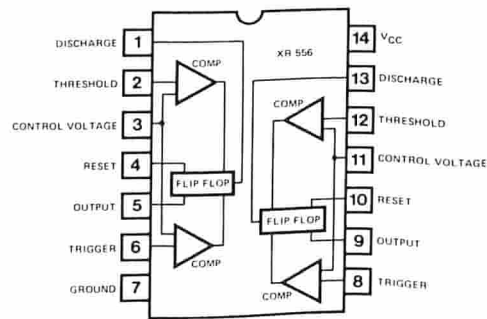 DISCHARGE 1
THRESHOLD 2
CONTROL VOLTAGE 3
RESET 4
OUTPUT 5
TRIGGER 6
GROUND 7
XR 556
COMP
FLIP FLOP
COMP
COMP
FLIP FLOP
COMP
14 VCC
13 DISCHARGE
12 THRESHOLD
11 CONTROL VOLTAGE
10 RESET
9 OUTPUT
8 TRIGGER